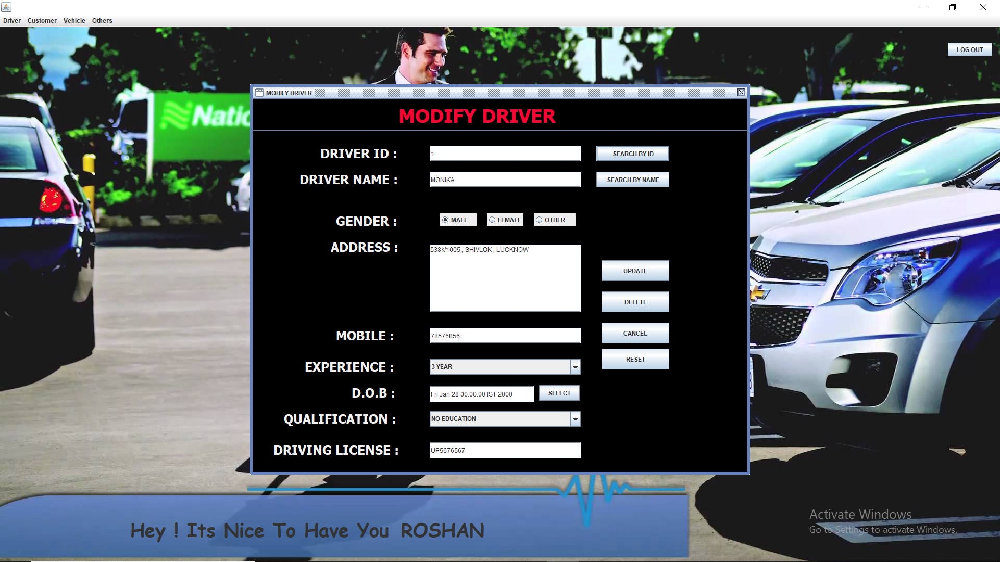 Driver Customer Vehicle Others
LOG OUT
Natio
MODIFY DRIVER
MODIFY DRIVER
DRIVER ID : 1 SEARCH BY ID
DRIVER NAME : MONIKA SEARCH BY NAME
GENDER : MALE FEMALE OTHER
ADDRESS : 538k/1005 , SHIVLOK , LUCKNOW
UPDATE
DELETE
CANCEL
MOBILE : 78576856
RESET
EXPERIENCE : 3 YEAR
D.O.B : Fri Jan 28 00:00:00 IST 2000 SELECT
QUALIFICATION : NO EDUCATION
DRIVING LICENSE : UP5676567
Hey ! Its Nice To Have You ROSHAN
Activate Windows
Go to Settings to activate Windows.